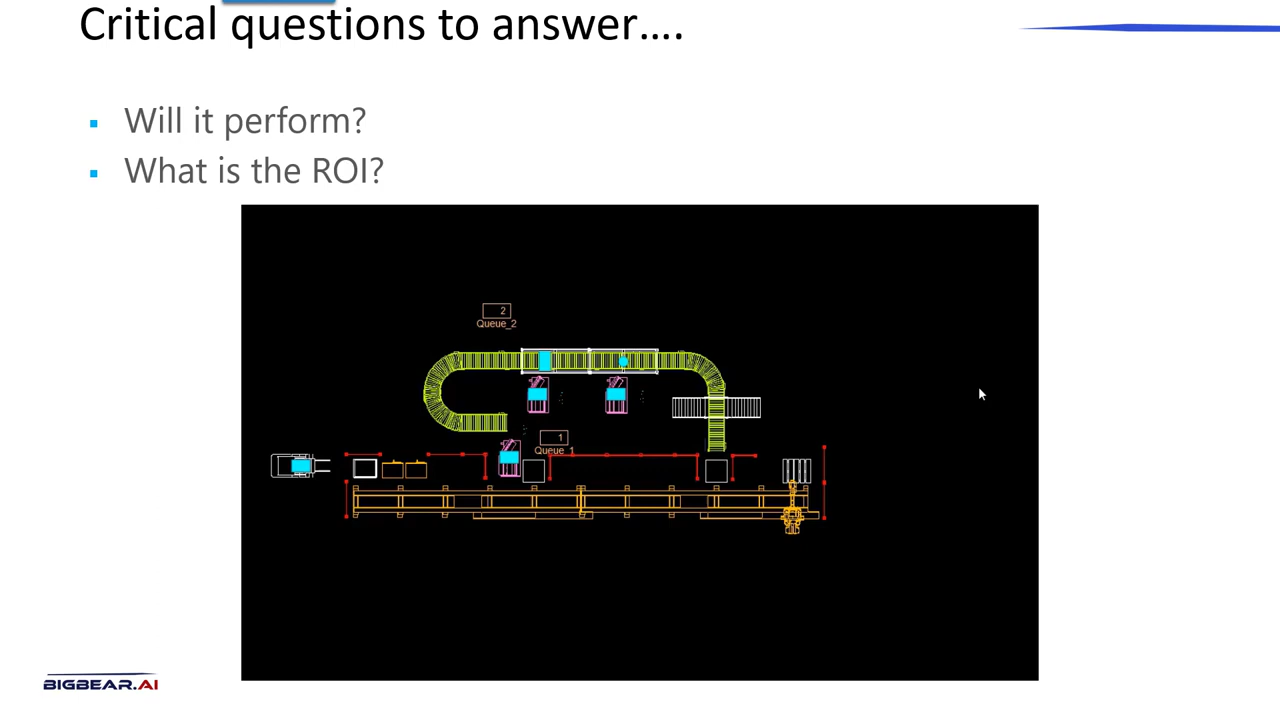 Critical questions to answer....
Will it perform?
What is the ROI?
2
Queue_2
1
Queue_1
BIGBEAR.AI